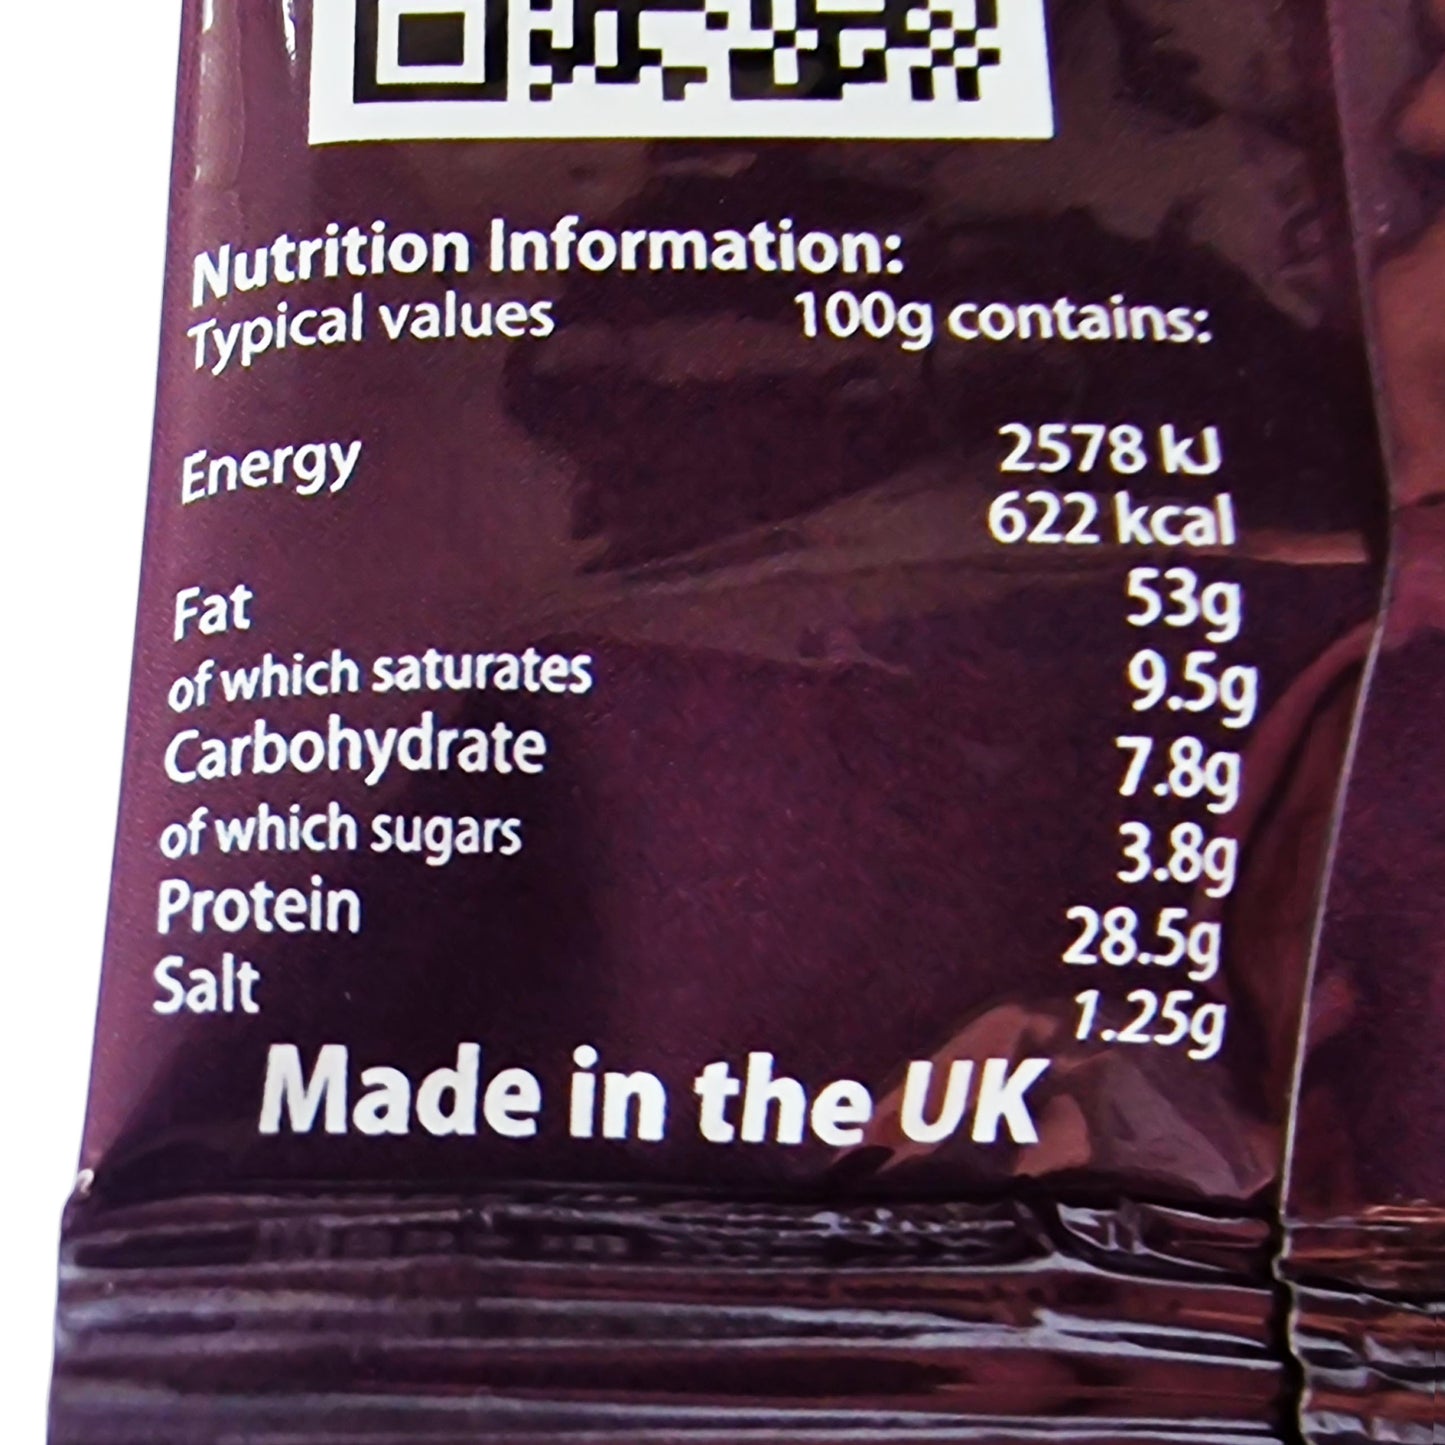 Nutrition Information:
Typical values 100g contains:
Energy 2578 kJ
622 kcal
Fat 53g
of which saturates 9.5g
Carbohydrate 7.8g
of which sugars 3.8g
Protein 28.5g
Salt 1.25g
Made in the UK